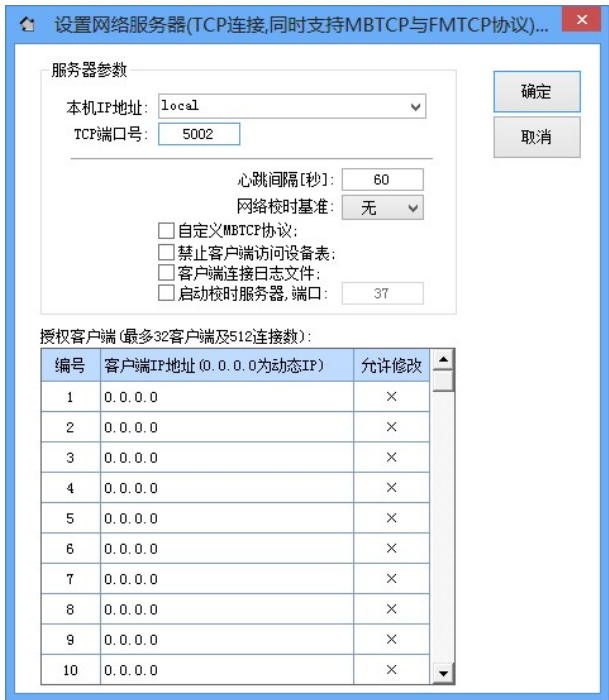 设置网络服务器(TCP连接,同时支持MBTCP与FMTCP协议)...
服务器参数
本机IP地址: local
TCP端口号: 5002
确定
取消
心跳间隔[秒]: 60
网络校时基准: 无
自定义MBTCP协议;
禁止客户端访问设备表;
客户端连接日志文件;
启动校时服务器,端口: 37
授权客户端(最多32客户端及512连接数):
编号 客户端IP地址(0.0.0.0为动态IP) 允许修改
1 0.0.0.0 ×
2 0.0.0.0 ×
3 0.0.0.0 ×
4 0.0.0.0 ×
5 0.0.0.0 ×
6 0.0.0.0 ×
7 0.0.0.0 ×
8 0.0.0.0 ×
9 0.0.0.0 ×
10 0.0.0.0 ×